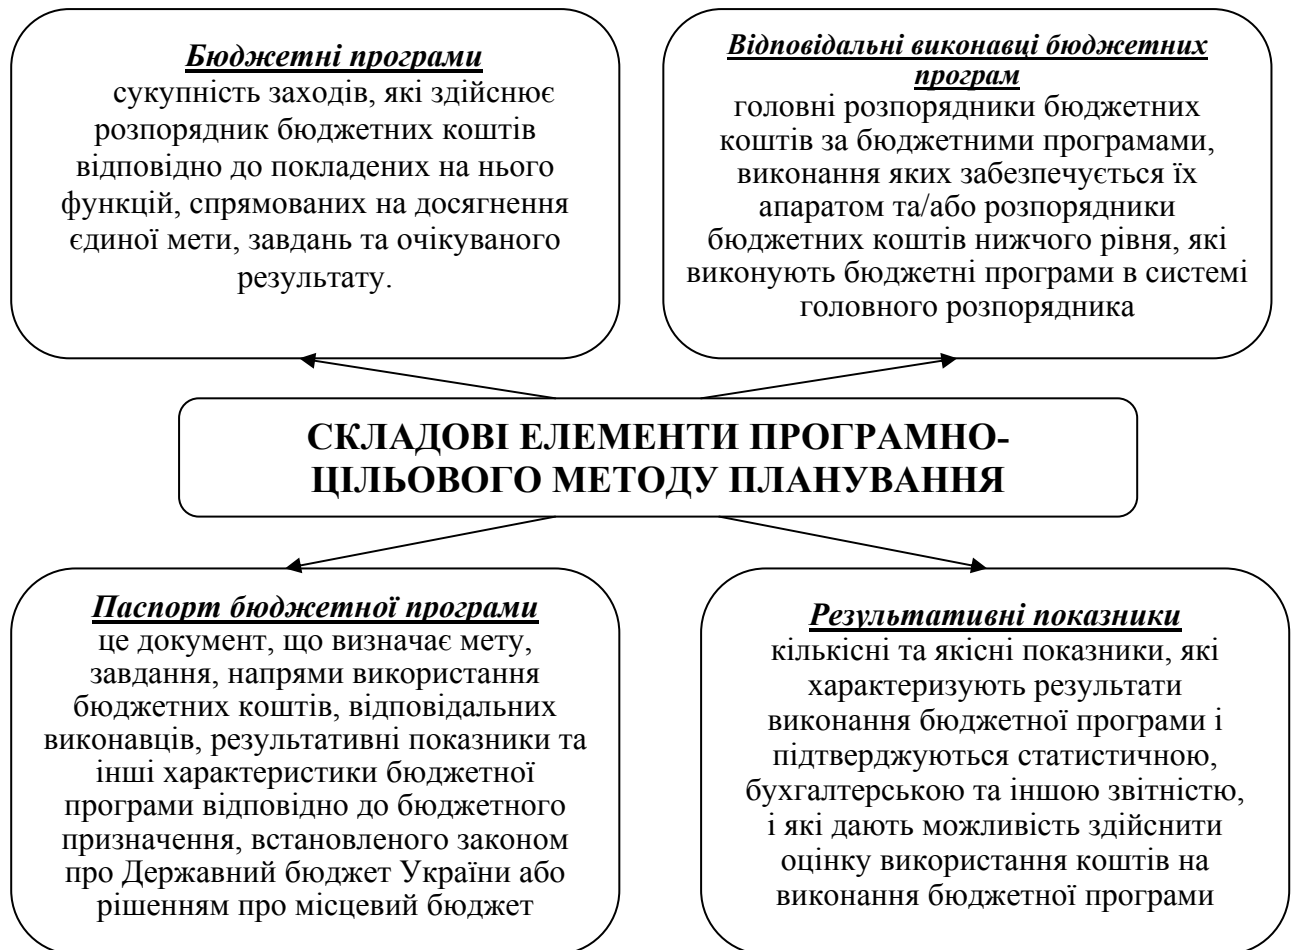 Бюджетні програми
сукупність заходів, які здійснює
розпорядник бюджетних коштів
відповідно до покладених на нього
функцій, спрямованих на досягнення
єдиної мети, завдань та очікуваного
результату.
Відповідальні виконавці бюджетних
програм
головні розпорядники бюджетних
коштів за бюджетними програмами,
виконання яких забезпечується їх
апаратом та/або розпорядники
бюджетних коштів нижчого рівня, які
виконують бюджетні програми в системі
головного розпорядника
СКЛАДОВІ ЕЛЕМЕНТИ ПРОГРАМНО-
ЦІЛЬОВОГО МЕТОДУ ПЛАНУВАННЯ
Паспорт бюджетної програми
це документ, що визначає мету,
завдання, напрями використання
бюджетних коштів, відповідальних
виконавців, результативні показники та
інші характеристики бюджетної
програми відповідно до бюджетного
призначення, встановленого законом
про Державний бюджет України або
рішенням про місцевий бюджет
Результативні показники
кількісні та якісні показники, які
характеризують результати
виконання бюджетної програми і
підтверджуються статистичною,
бухгалтерською та іншою звітністю,
і які дають можливість здійснити
оцінку використання коштів на
виконання бюджетної програми